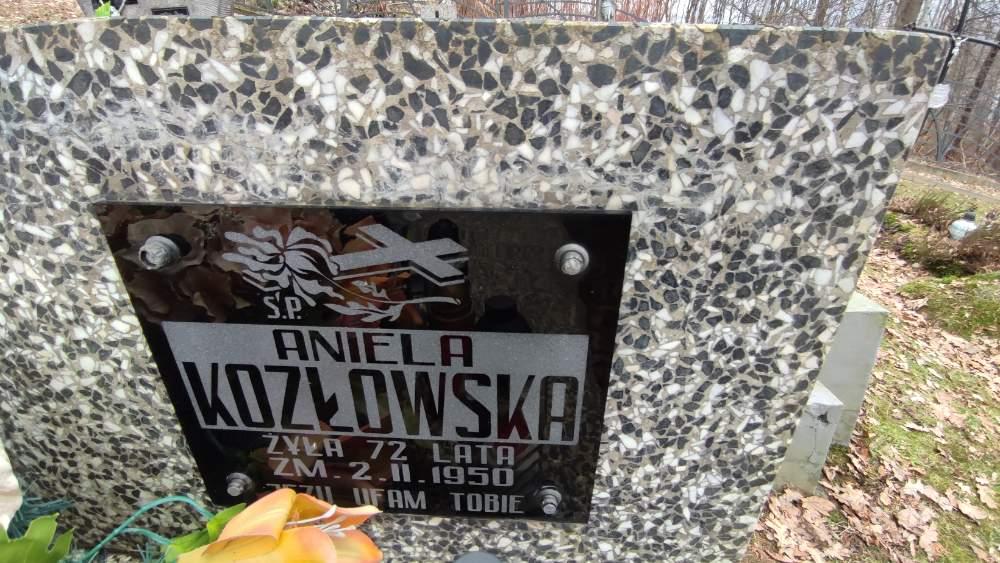 Ś.P.
ANIELA
KOZŁOWSKA
ŻYŁA 72 LATA
ZM. 2.II.1950
JEZU UFAM TOBIE